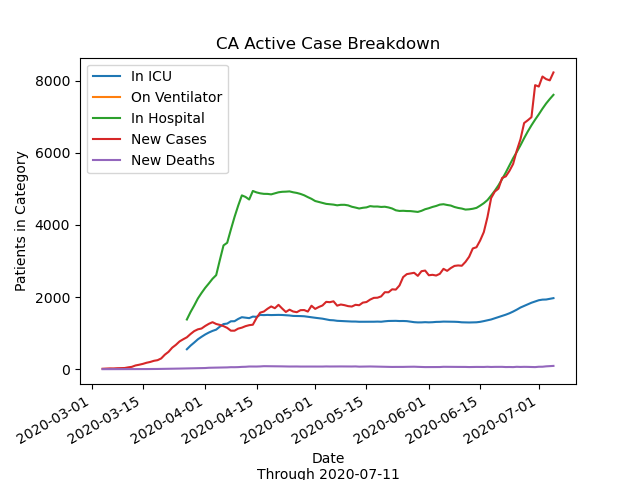 CA Active Case Breakdown
In ICU
On Ventilator
In Hospital
New Cases
New Deaths
Patients in Category
8000
6000
4000
2000
0
2020-03-01
2020-03-15
2020-04-01
2020-04-15
2020-05-01
2020-05-15
2020-06-01
2020-06-15
2020-07-01
Date
Through 2020-07-11